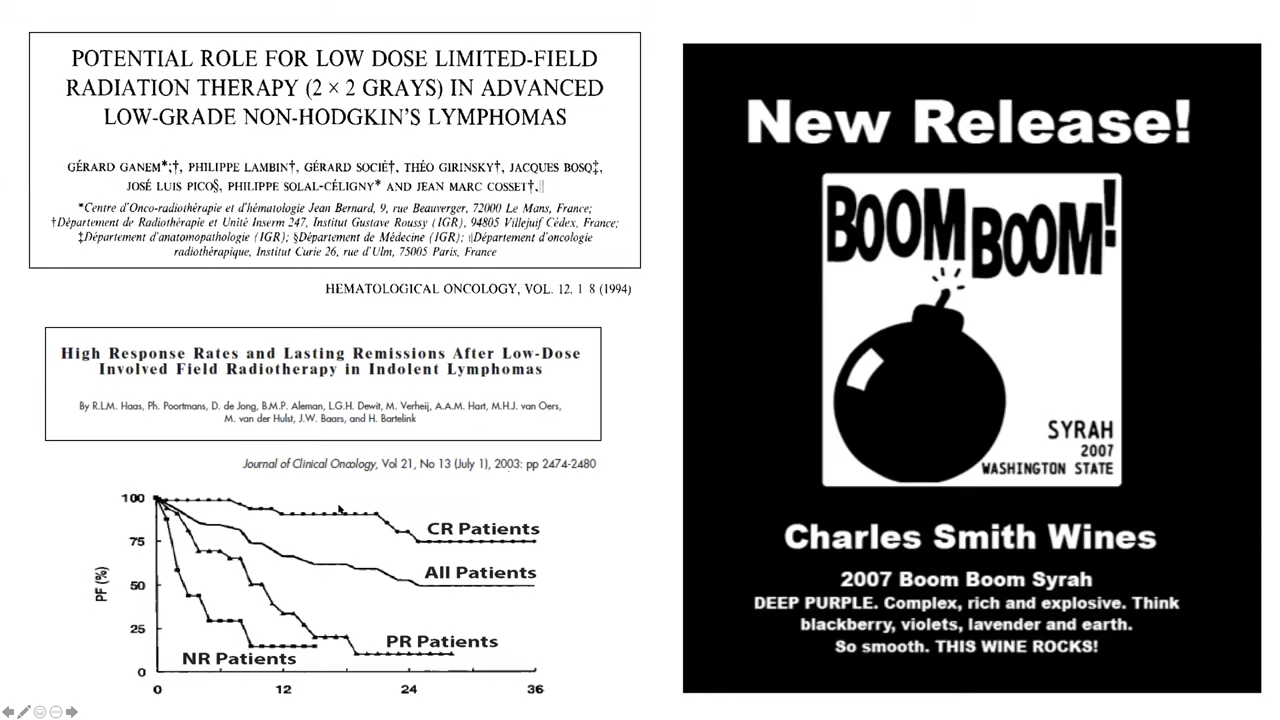 POTENTIAL ROLE FOR LOW DOSE LIMITED-FIELD
RADIATION THERAPY (2 × 2 GRAYS) IN ADVANCED
LOW-GRADE NON-HODGKIN'S LYMPHOMAS
GÉRARD GANEM*‡†, PHILIPPE LAMBIN†, GÉRARD SOCIÉ†, THÉO GIRINSKY†, JACQUES BOSQ‡,
JOSÉ LUIS PICO§, PHILIPPE SOLAL-CÉLIGNY* AND JEAN MARC COSSET†,||
*Centre d'Onco-radiothérapie et d'hématologie Jean Bernard, 9, rue Beauverger, 72000 Le Mans, France;
†Département de Radiothérapie et Unité Inserm 247, Institut Gustave Roussy (IGR), 94805 Villejuif Cédex, France;
‡Département d'anatomopathologie (IGR); §Département de Médecine (IGR); ||Département d'oncologie
radiothérapique, Institut Curie 26, rue d'Ulm, 75005 Paris, France
HEMATOLOGICAL ONCOLOGY, VOL. 12, 1 8 (1994)
High Response Rates and Lasting Remissions After Low-Dose
Involved Field Radiotherapy in Indolent Lymphomas
By R.L.M. Haas, Ph. Poortmans, D. de Jong, B.M.P. Aleman, L.G.H. Dewit, M. Verheij, A.A.M. Hart, M.H.J. van Oers,
M. van der Hulst, J.W. Baars, and H. Bartelink
Journal of Clinical Oncology, Vol 21, No 13 (July 1), 2003: pp 2474-2480
PF (%)
100
75
50
25
0
CR Patients
All Patients
PR Patients
NR Patients
0 12 24 36
New Release!
BOOM BOOM!
SYRAH
2007
WASHINGTON STATE
Charles Smith Wines
2007 Boom Boom Syrah
DEEP PURPLE. Complex, rich and explosive. Think
blackberry, violets, lavender and earth.
So smooth. THIS WINE ROCKS!